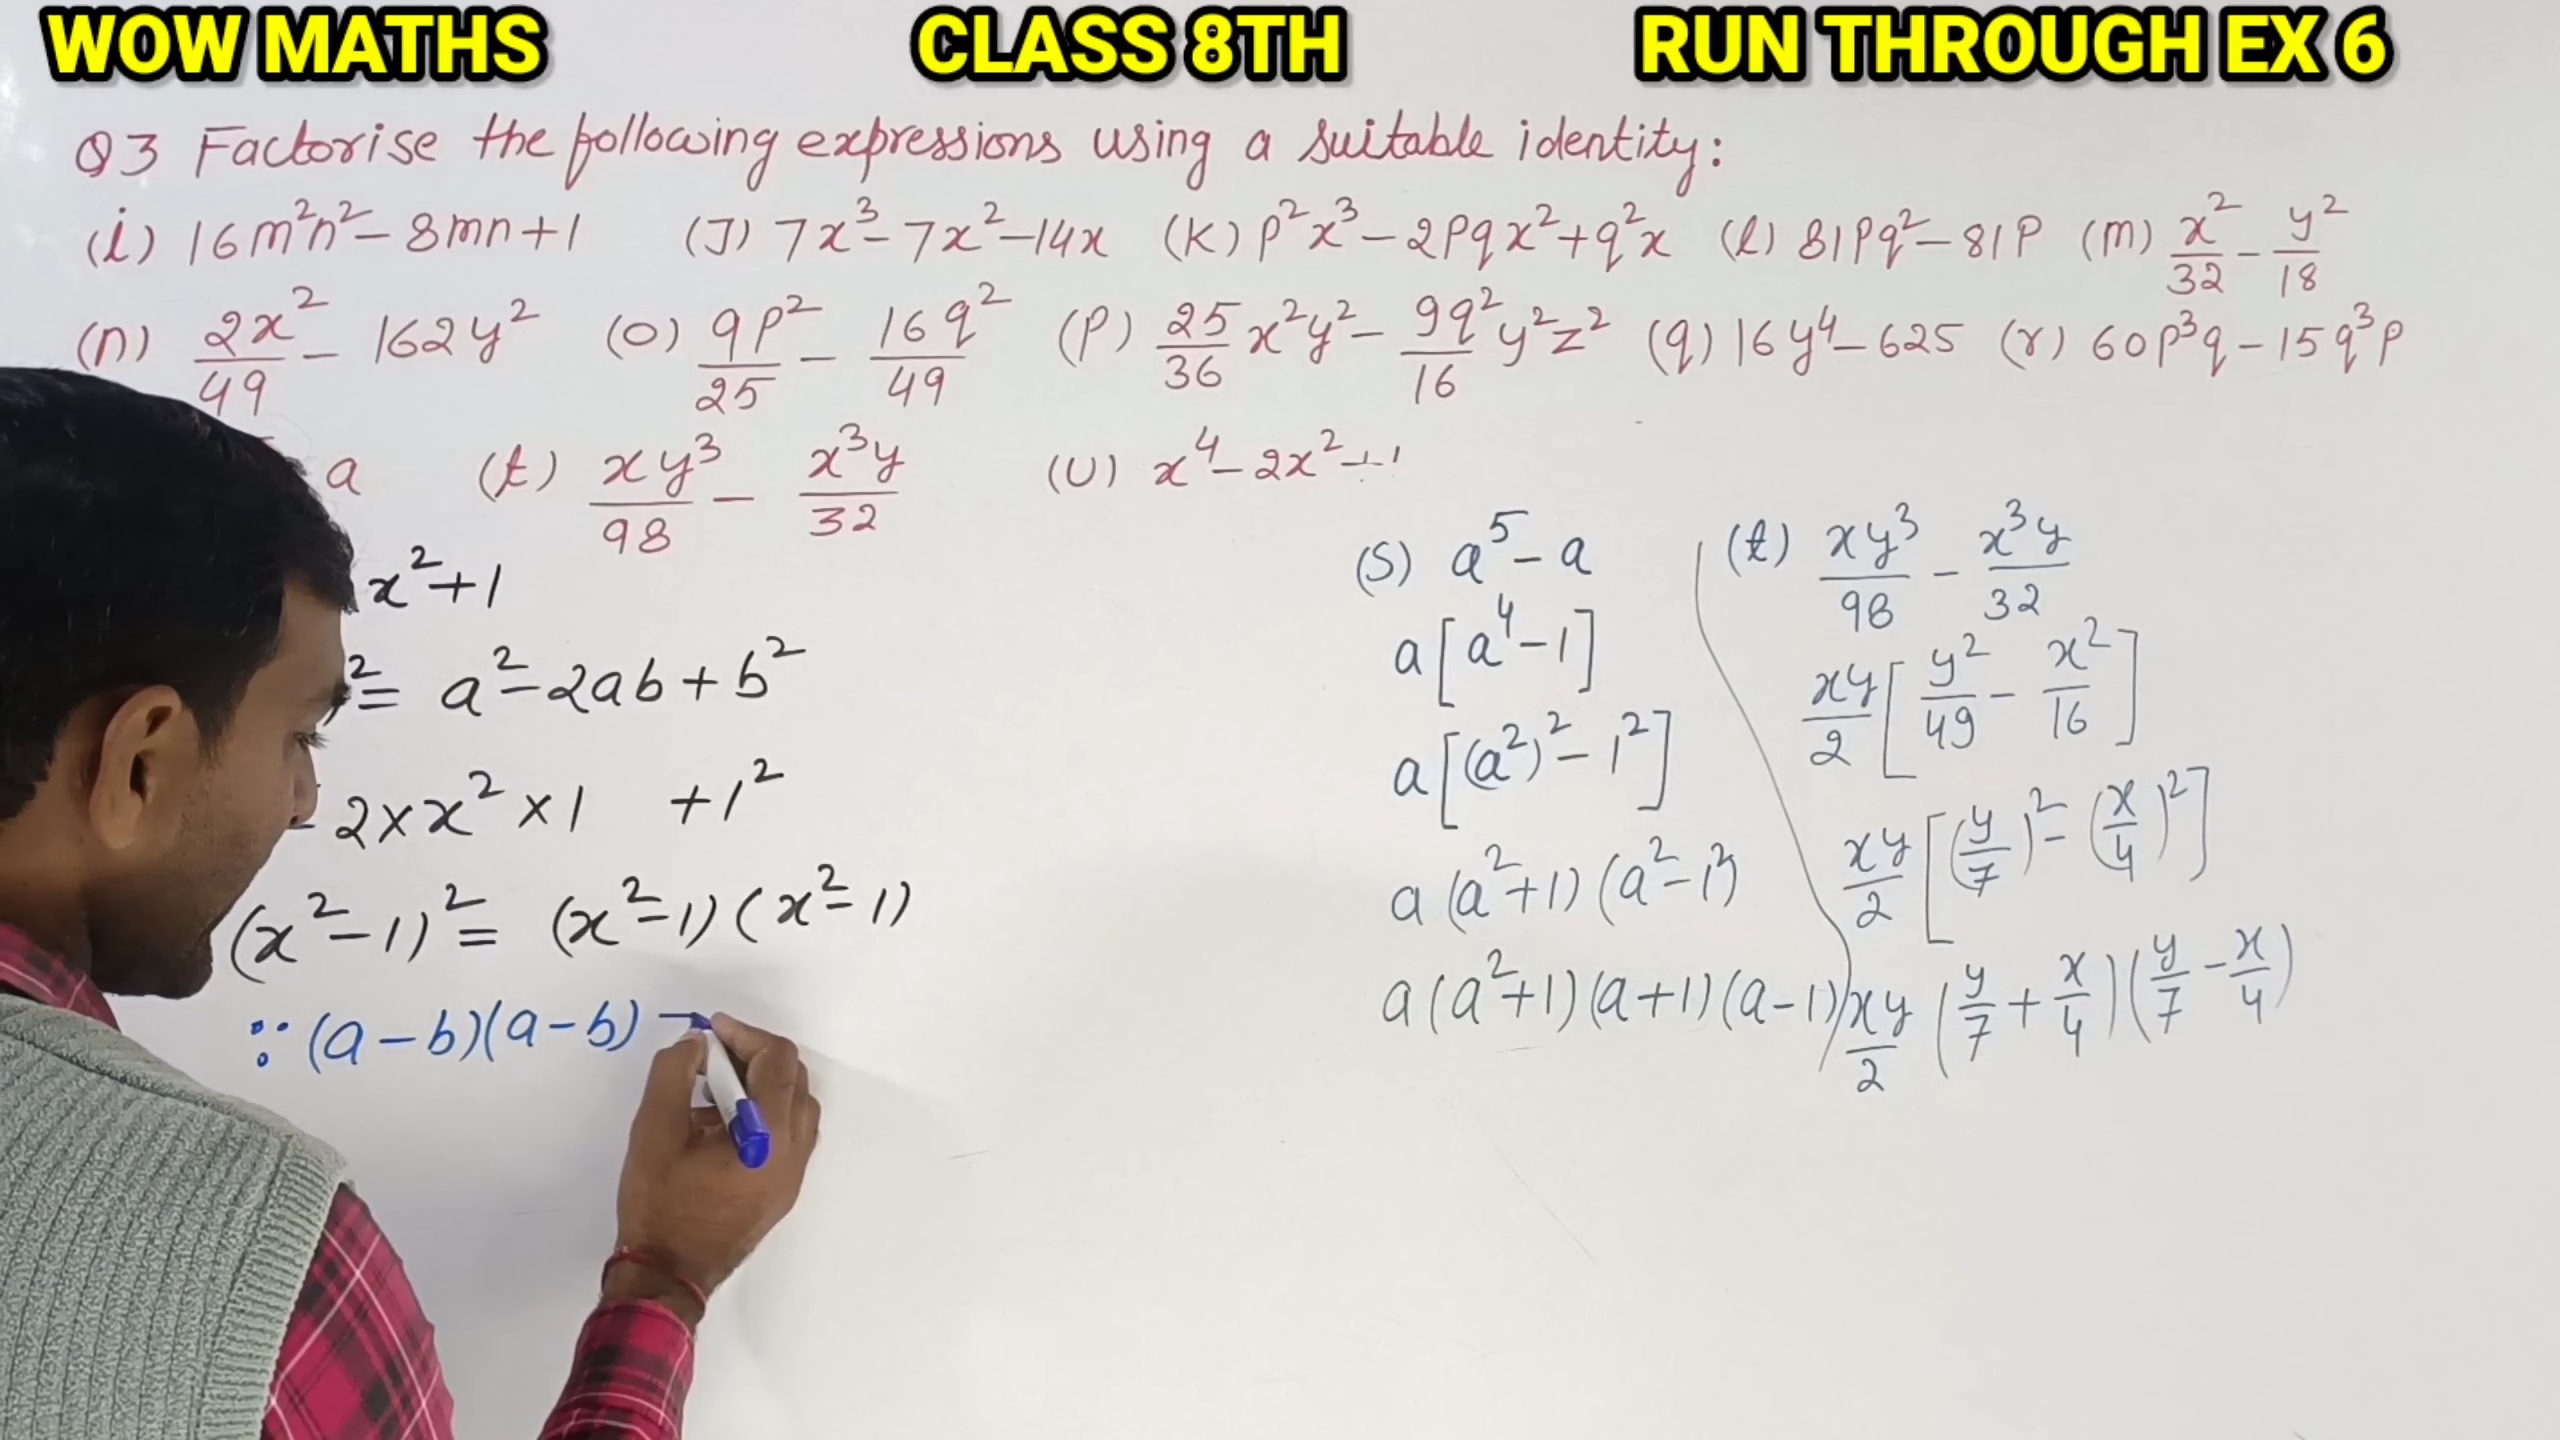 WOW MATHS CLASS 8TH RUN THROUGH EX 6
Q3 Factorise the following expressions using a suitable identity:
(i) 16m²n² - 8mn + 1 (J) 7x³ - 7x² - 14x (K) p²x³ - 2pqx² + q²x (l) 81pq² - 81p (m) x²/32 - y²/18
(n) 2x²/49 - 162y² (o) 9p²/25 - 16q²/49 (p) 25/36 x²y² - 9q²/16 y²z² (q) 16y⁴ - 625 (r) 60p³q - 15q³p
a (t) xy³/98 - x³y/32 (U) x⁴ - 2x² + 1
x² + 1
² = a² - 2ab + b²
- 2 × x² × 1 + 1²
(x² - 1)² = (x² - 1)(x² - 1)
∵ (a - b)(a - b)
(S) a⁵ - a
a[a⁴ - 1]
a[(a²)² - 1²]
a(a² + 1)(a² - 1²)
a(a² + 1)(a + 1)(a - 1)
(t) xy³/98 - x³y/32
xy/2 [y²/49 - x²/16]
xy/2 [(y/7)² - (x/4)²]
xy/2 (y/7 + x/4)(y/7 - x/4)